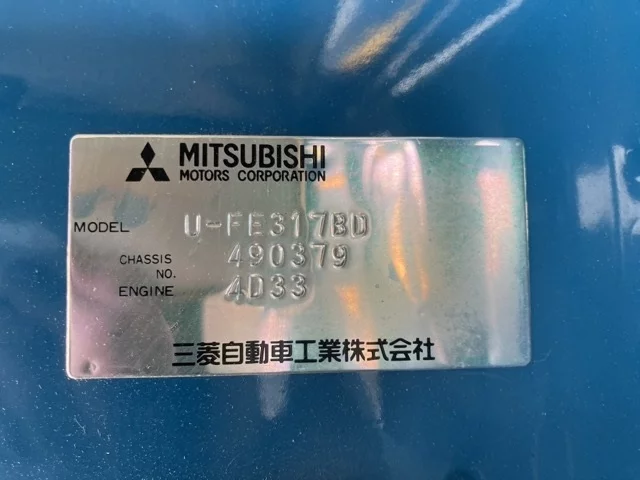 MITSUBISHI
MOTORS CORPORATION
MODEL U-FE317BD
CHASSIS NO. 490379
ENGINE 4D33
三菱自動車工業株式会社